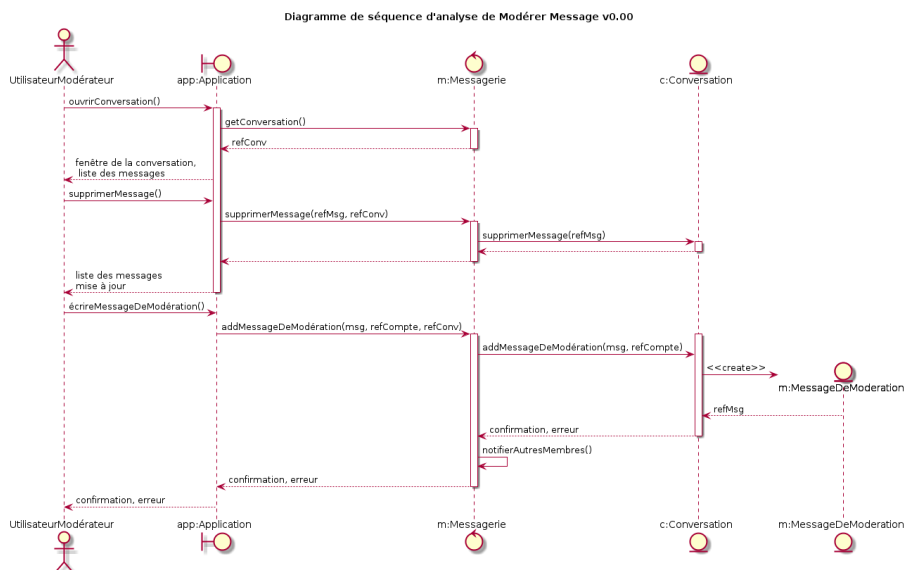 Diagramme de séquence d'analyse de Modérer Message v0.00
UtilisateurModérateur
app:Application
m:Messagerie
c:Conversation
ouvrirConversation()
getConversation()
refConv
fenêtre de la conversation,
liste des messages
supprimerMessage()
supprimerMessage(refMsg, refConv)
supprimerMessage(refMsg)
liste des messages
mise à jour
écrireMessageDeModération()
addMessageDeModération(msg, refCompte, refConv)
addMessageDeModération(msg, refCompte)
<<create>>
m:MessageDeModeration
refMsg
confirmation, erreur
notifierAutresMembres()
confirmation, erreur
confirmation, erreur
UtilisateurModérateur
app:Application
m:Messagerie
c:Conversation
m:MessageDeModeration